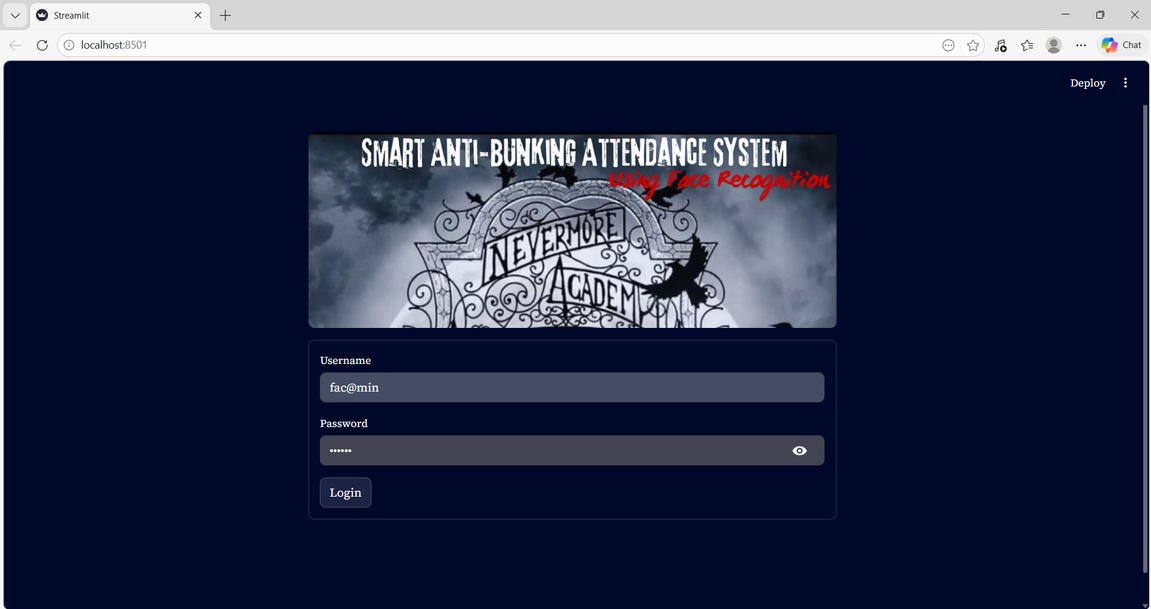 Streamlit
localhost:8501
Chat
Deploy
SMART ANTI-BUNKING ATTENDANCE SYSTEM
Using Face Recognition
NEVERMORE
ACADEM
Username
fac@min
Password
••••••
Login